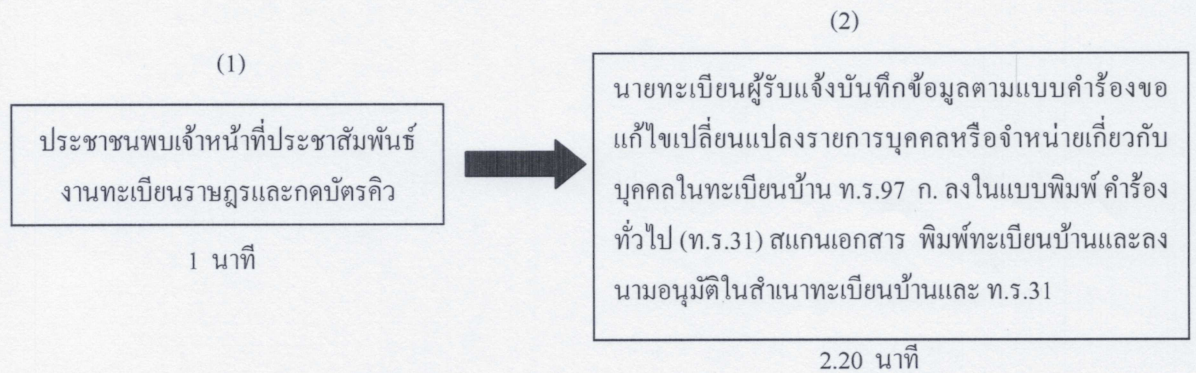 (1)
ประชาชนพบเจ้าหน้าที่ประชาสัมพันธ์
งานทะเบียนราษฎรและกดบัตรคิว
1 นาที
(2)
นายทะเบียนผู้รับแจ้งบันทึกข้อมูลตามแบบคำร้องขอ
แก้ไขเปลี่ยนแปลงรายการบุคคลหรือจำหน่ายเกี่ยวกับ
บุคคลในทะเบียนบ้าน ท.ร.97 ก. ลงในแบบพิมพ์ คำร้อง
ทั่วไป (ท.ร.31) สแกนเอกสาร พิมพ์ทะเบียนบ้านและลง
นามอนุมัติในสำเนาทะเบียนบ้านและ ท.ร.31
2.20 นาที